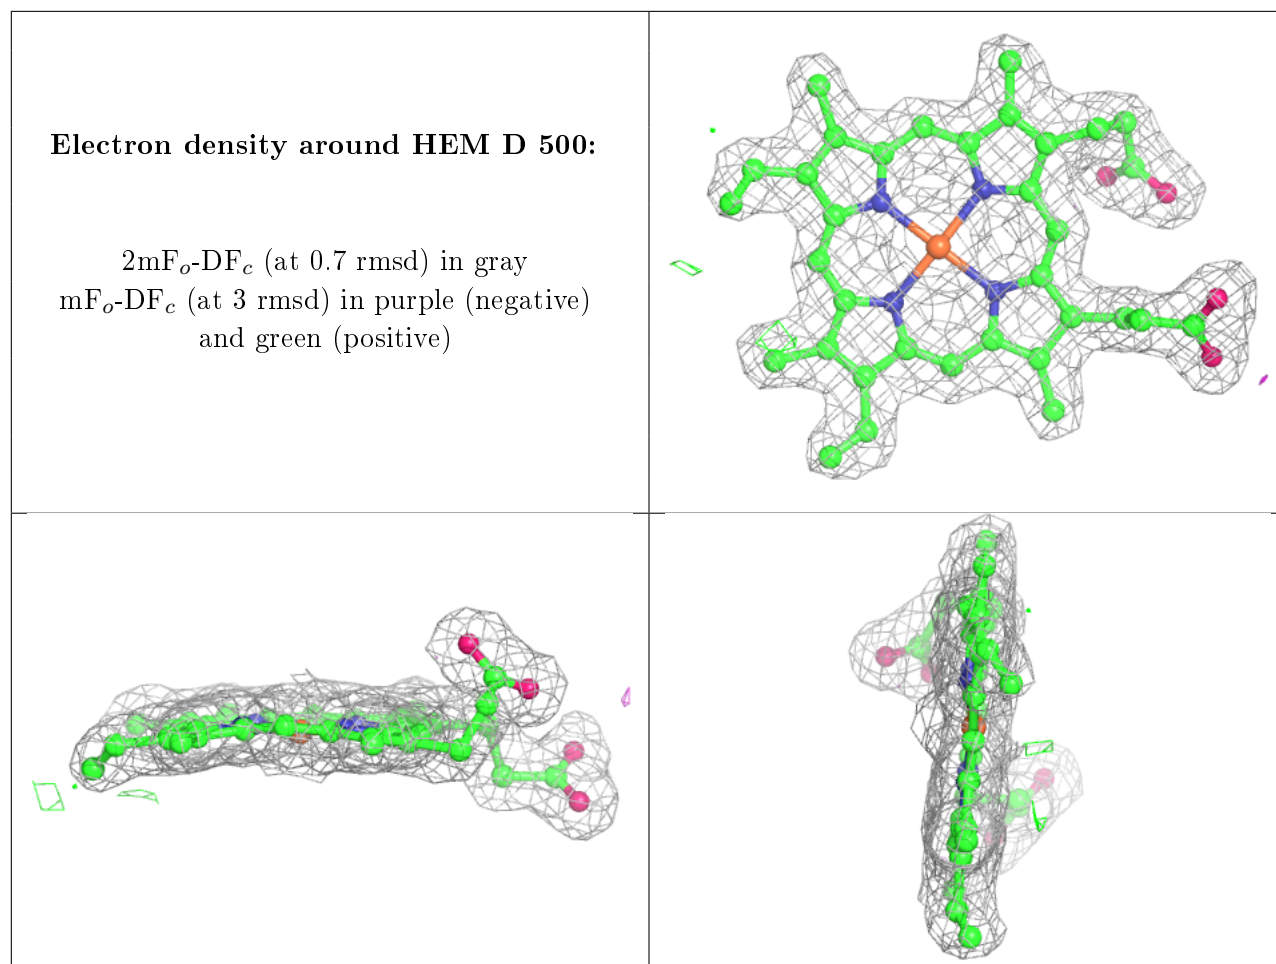 Electron density around HEM D 500:
2mFo-DFc (at 0.7 rmsd) in gray
mFo-DFc (at 3 rmsd) in purple (negative)
and green (positive)